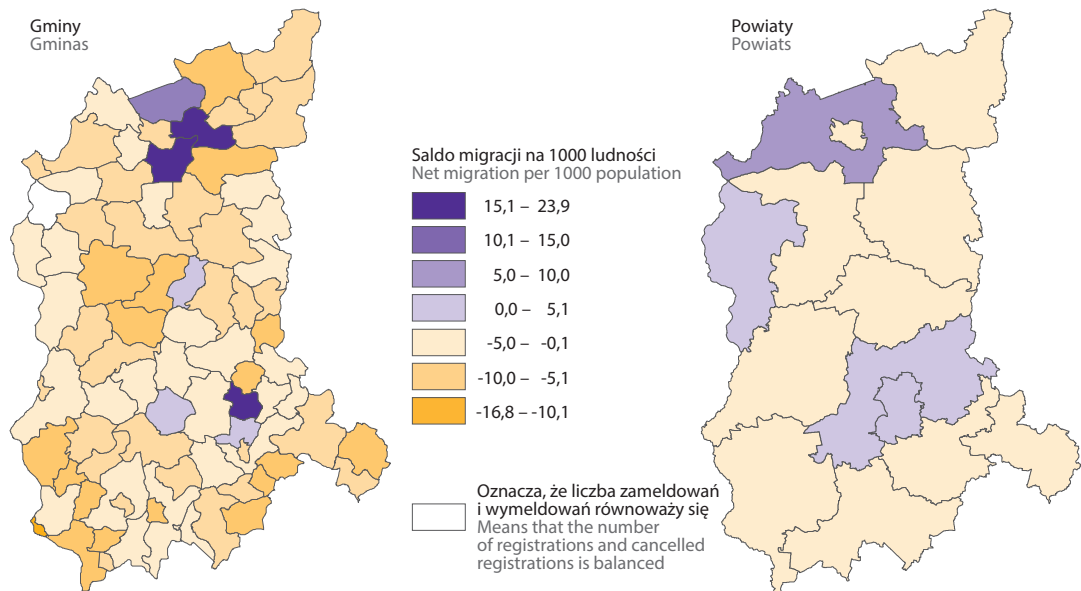 Gminy
Gminas
Powiaty
Powiats
Saldo migracji na 1000 ludności
Net migration per 1000 population
15,1 – 23,9
10,1 – 15,0
5,0 – 10,0
0,0 – 5,1
-5,0 – -0,1
-10,0 – -5,1
-16,8 – -10,1
Oznacza, że liczba zameldowań
i wymeldowań równoważy się
Means that the number
of registrations and cancelled
registrations is balanced